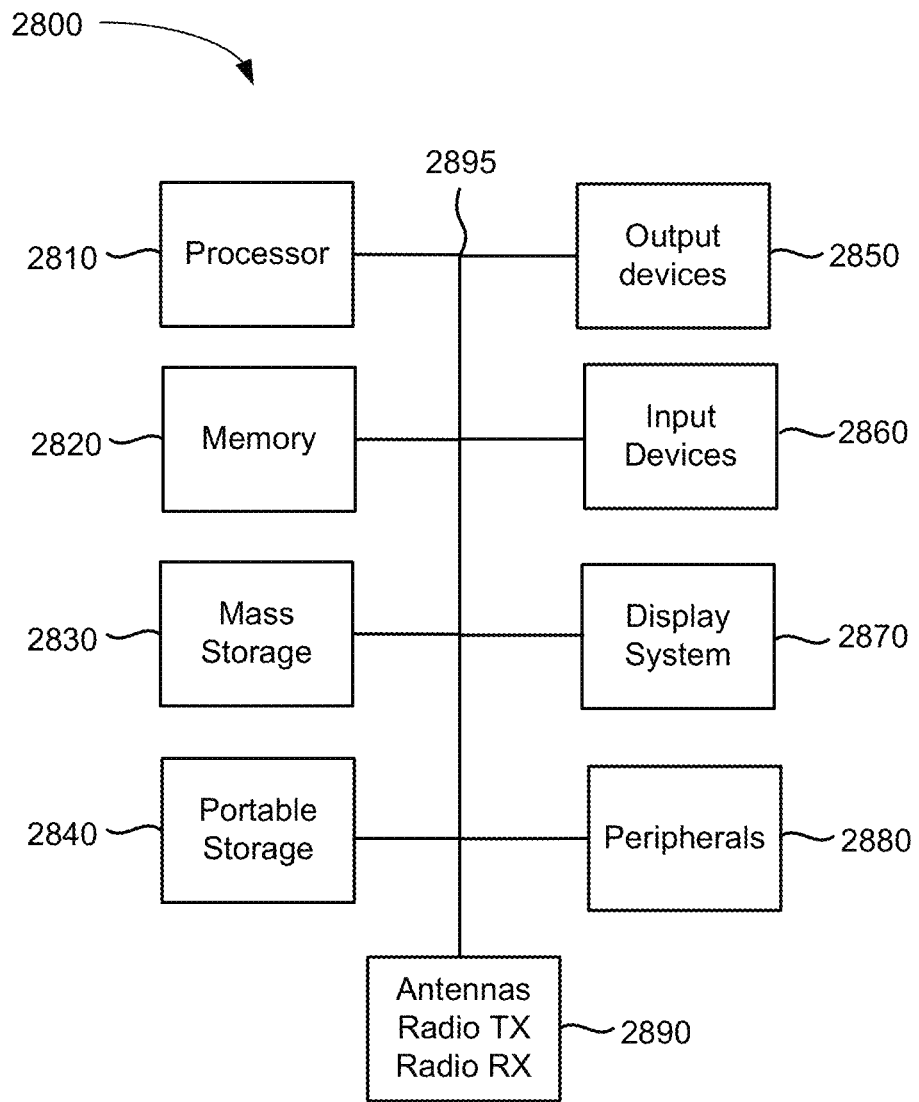 2800
2895
Processor
2810
Output
devices
2850
Memory
2820
Input
Devices
2860
Mass
Storage
2830
Display
System
2870
Portable
Storage
2840
Peripherals
2880
Antennas
Radio TX
Radio RX
2890